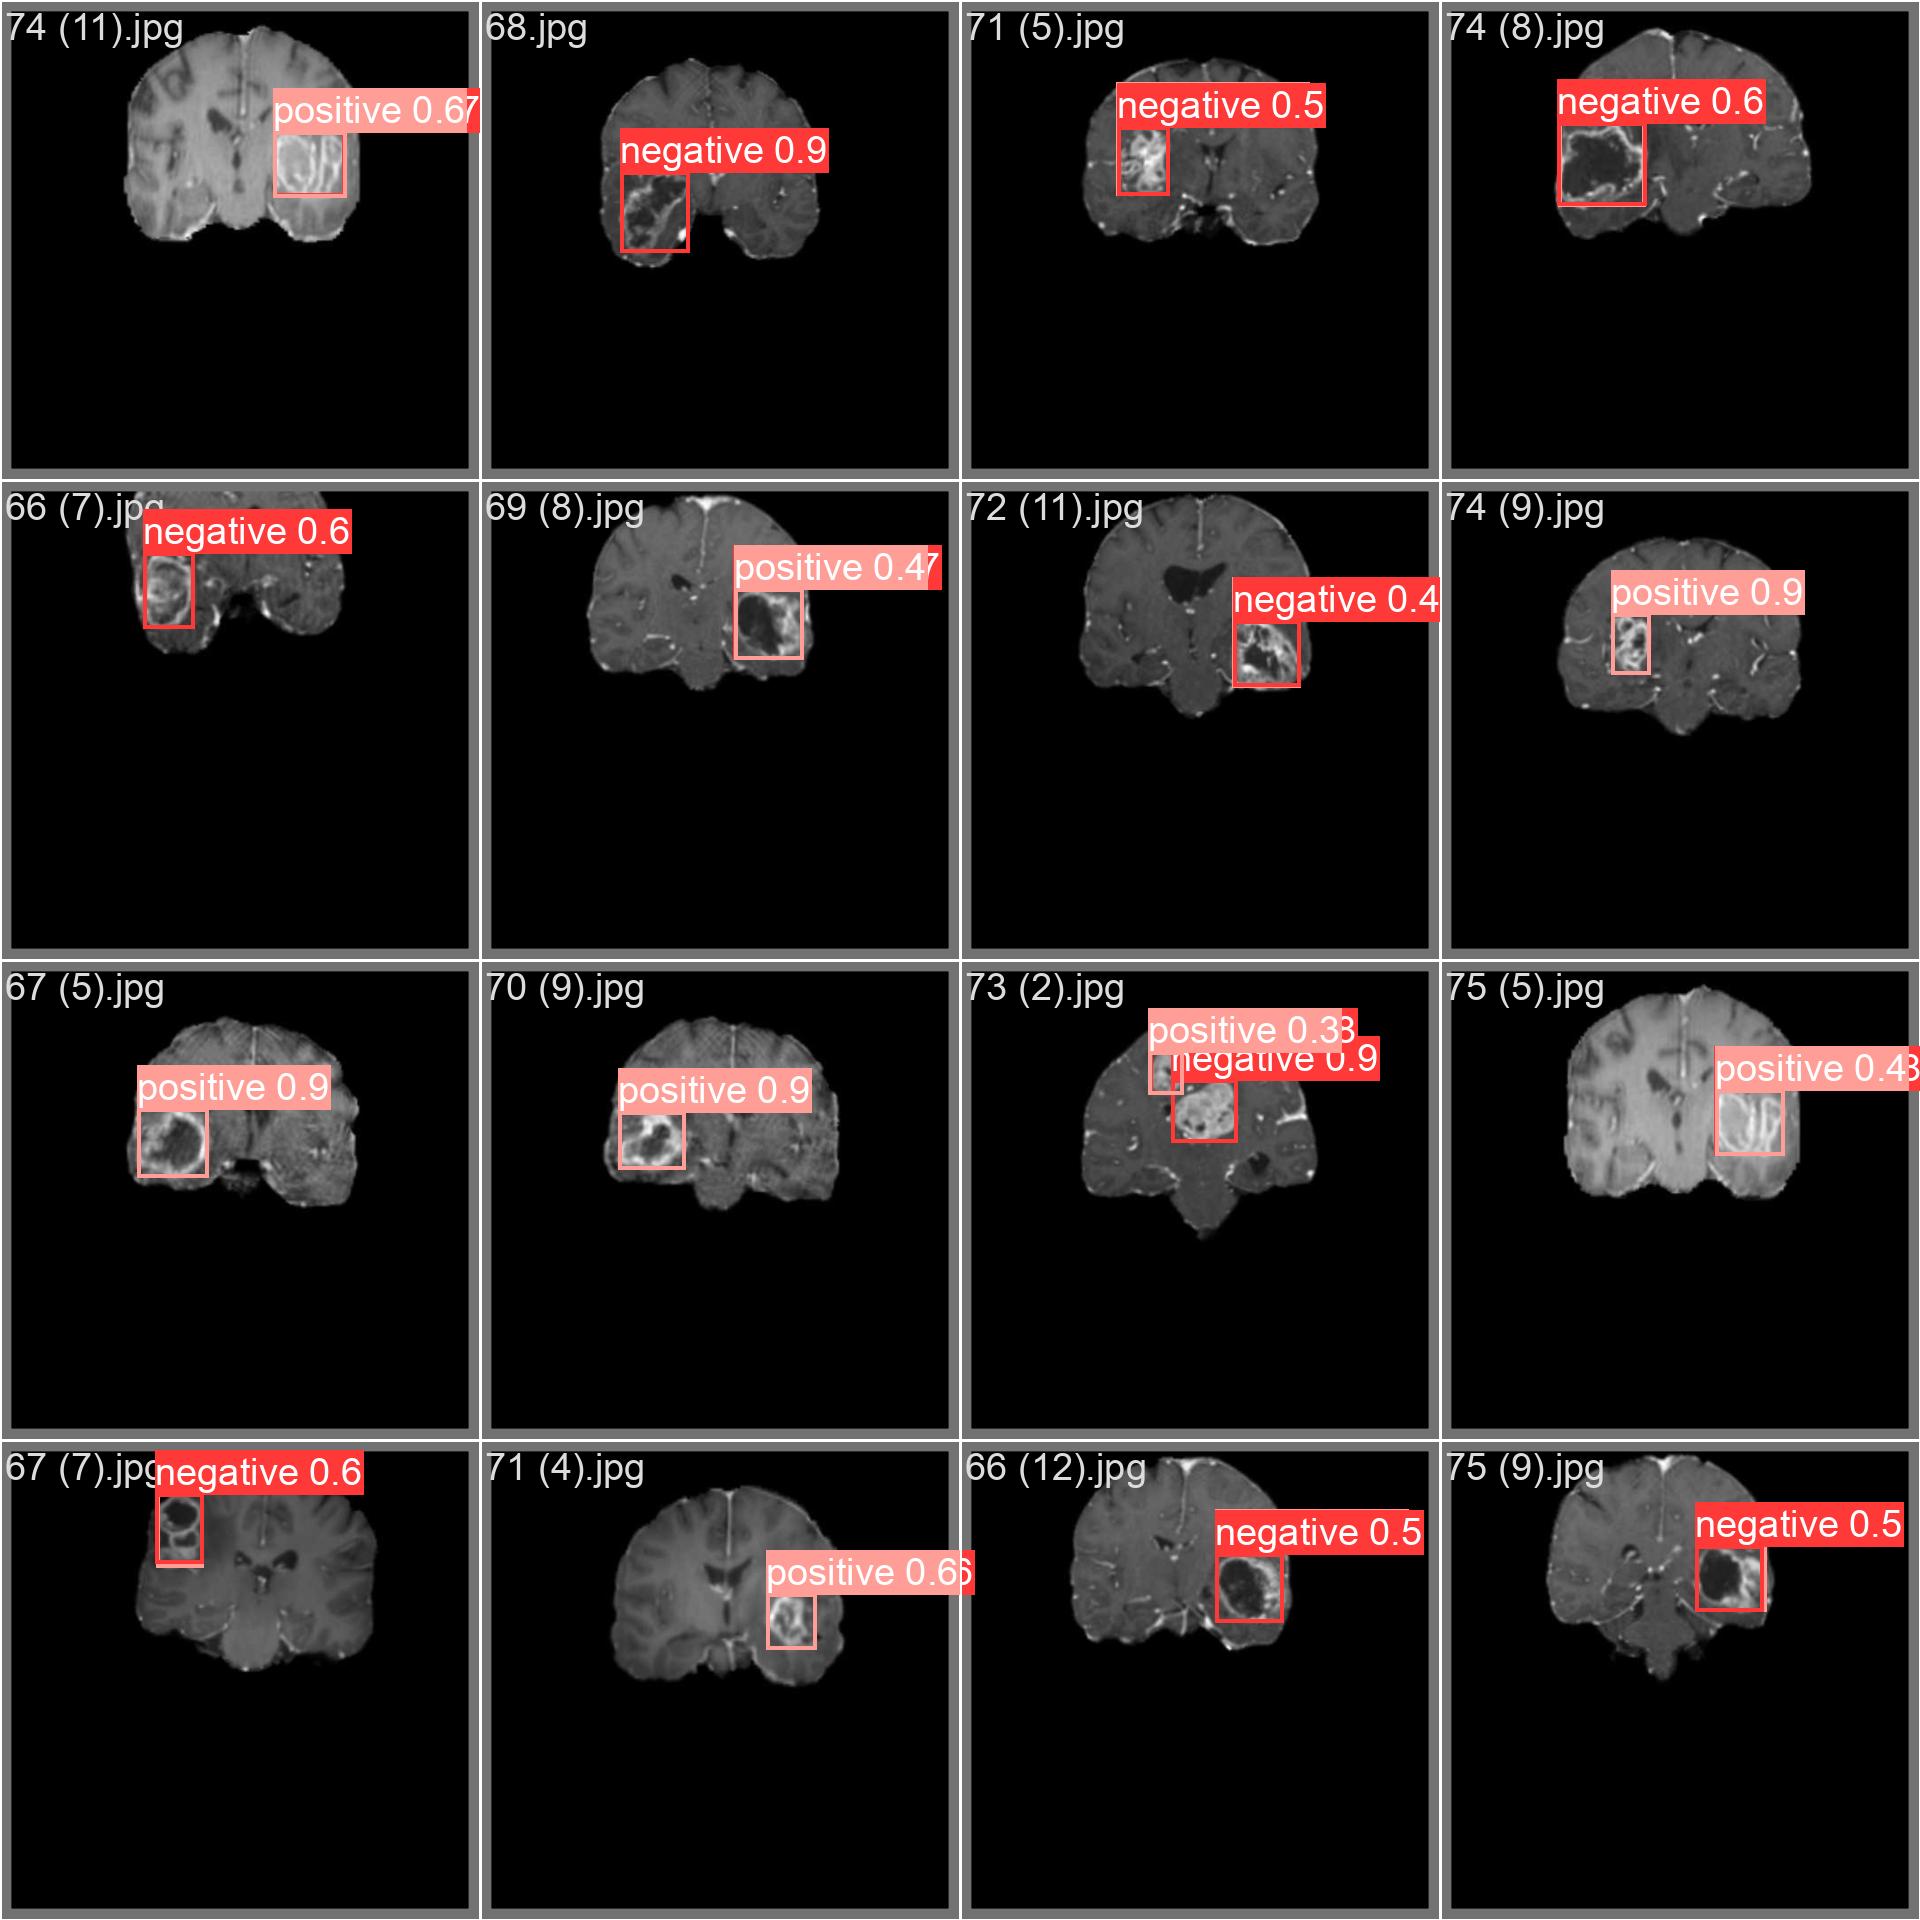 74 (11).jpg
positive 0.67
68.jpg
negative 0.9
71 (5).jpg
negative 0.5
74 (8).jpg
negative 0.6
66 (7).jpg
negative 0.6
69 (8).jpg
positive 0.47
72 (11).jpg
negative 0.4
74 (9).jpg
positive 0.9
67 (5).jpg
positive 0.9
70 (9).jpg
positive 0.9
73 (2).jpg
positive 0.33
negative 0.9
75 (5).jpg
positive 0.43
67 (7).jpg
negative 0.6
71 (4).jpg
positive 0.66
66 (12).jpg
negative 0.5
75 (9).jpg
negative 0.5